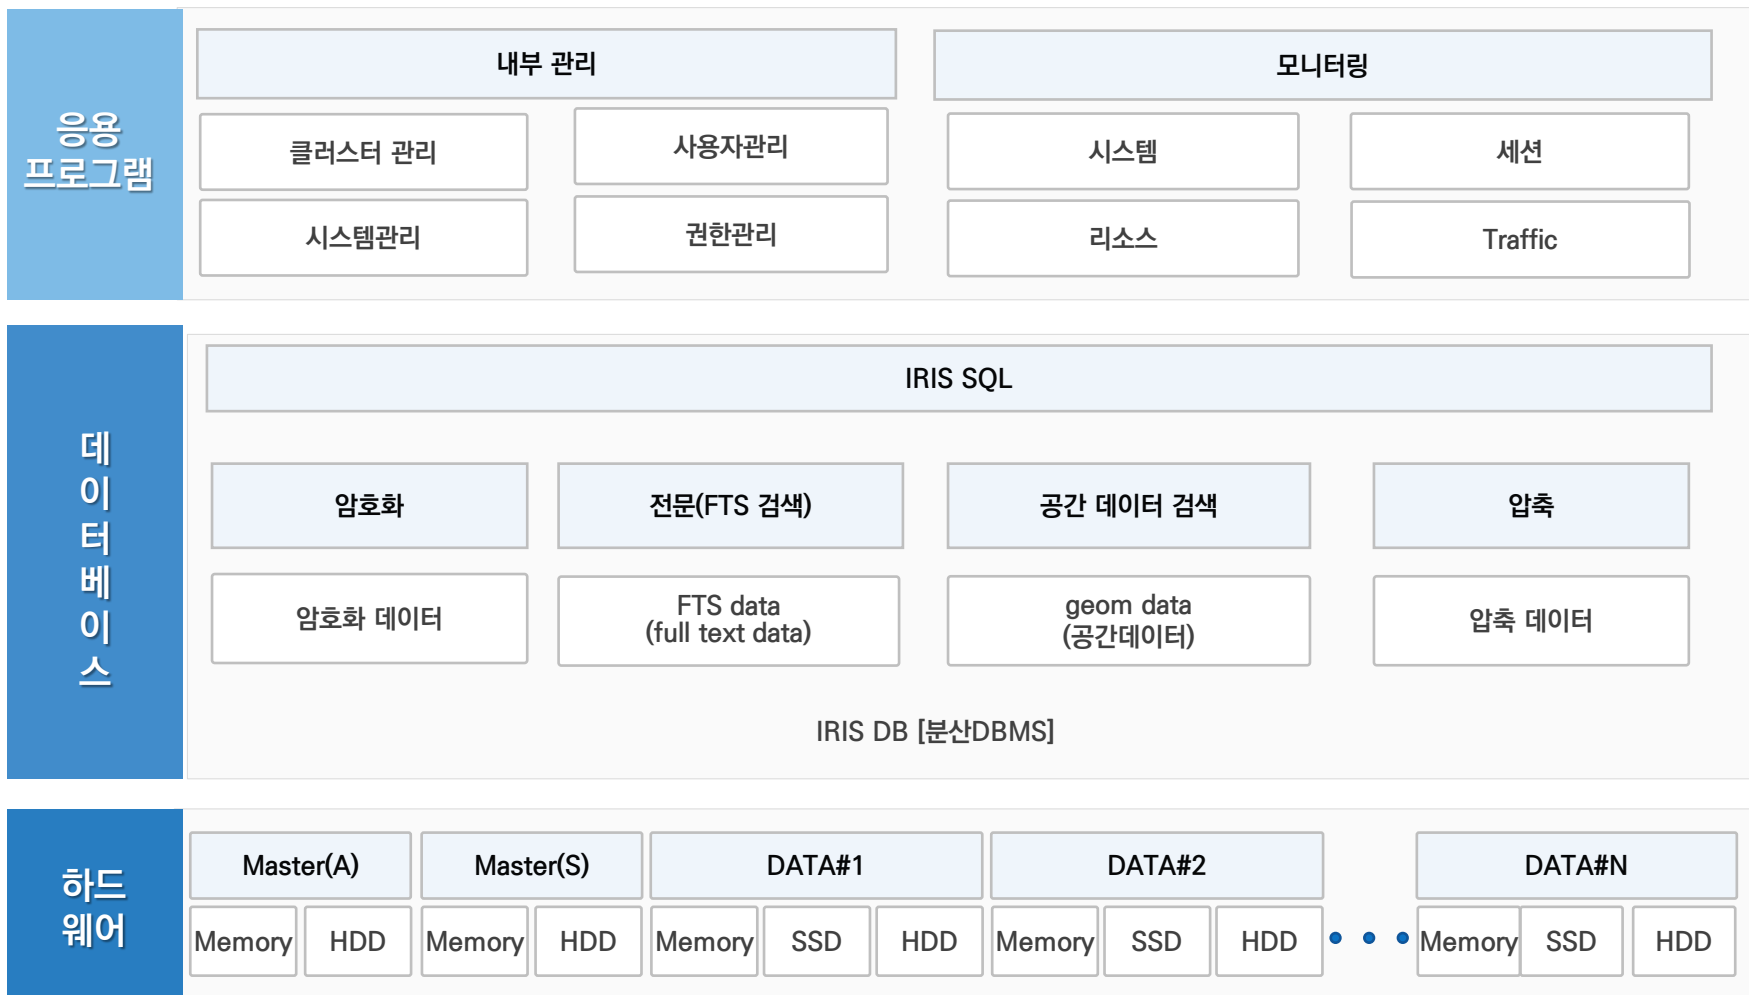 응용
프로그램
내부 관리
모니터링
클러스터 관리
사용자관리
시스템
세션
시스템관리
권한관리
리소스
Traffic
데
이
터
베
이
스
IRIS SQL
암호화
전문(FTS 검색)
공간 데이터 검색
압축
암호화 데이터
FTS data
(full text data)
geom data
(공간데이터)
압축 데이터
IRIS DB [분산DBMS]
하드
웨어
Master(A)
Master(S)
DATA#1
DATA#2
DATA#N
Memory
HDD
Memory
HDD
Memory
SSD
HDD
Memory
SSD
HDD
Memory
SSD
HDD